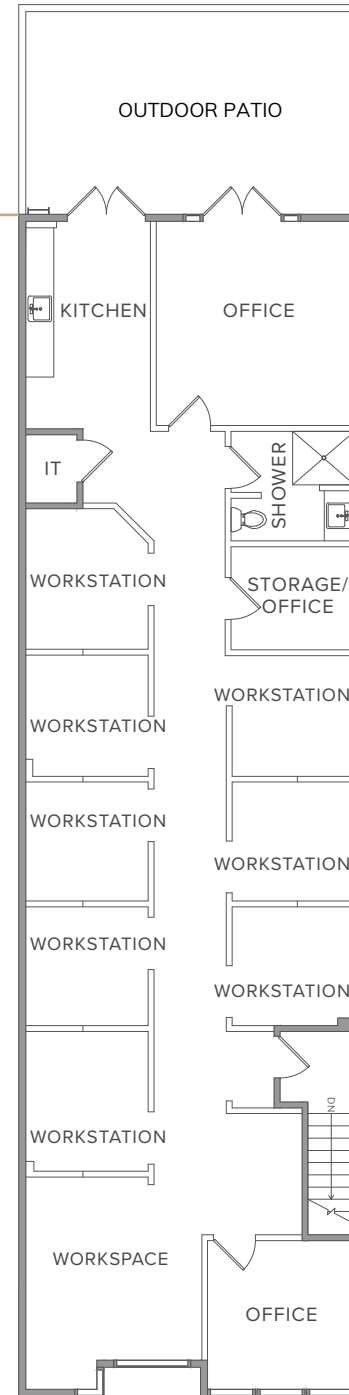 OUTDOOR PATIO
KITCHEN
OFFICE
IT
SHOWER
WORKSTATION
STORAGE/
OFFICE
WORKSTATION
WORKSTATION
WORKSTATION
WORKSTATION
WORKSTATION
WORKSTATION
WORKSTATION
DN
WORKSTATION
WORKSPACE
OFFICE